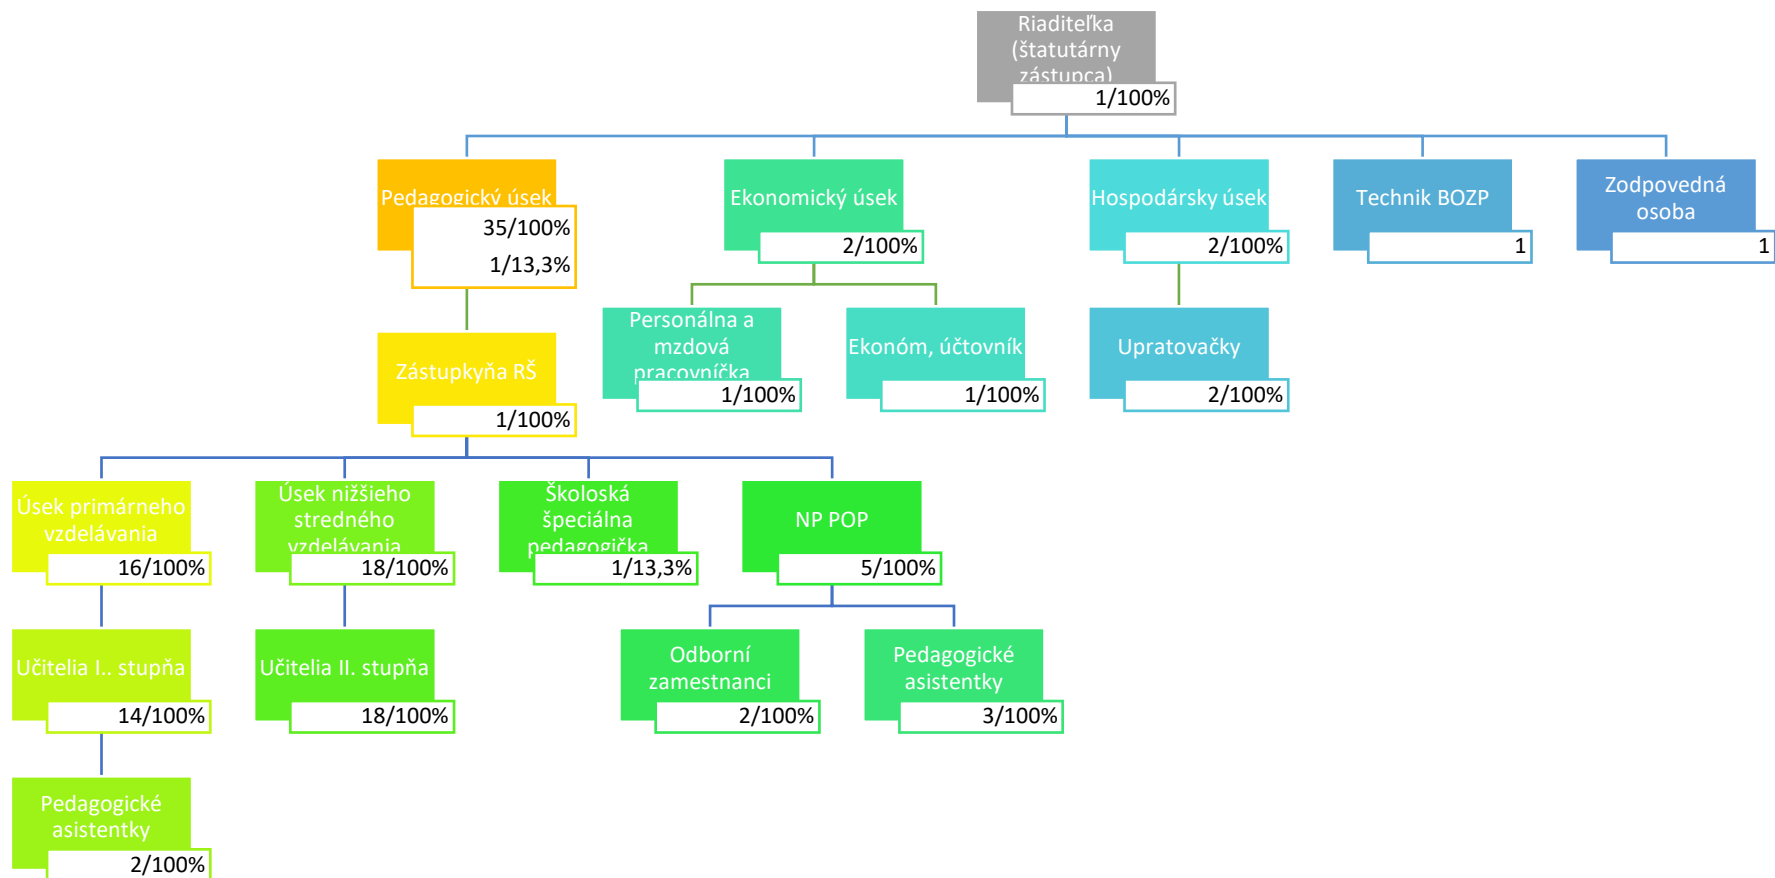 Riaditeľka
(štatutárny
zástupca)
1/100%
Pedagogický úsek
35/100%
1/13,3%
Ekonomický úsek
2/100%
Hospodársky úsek
2/100%
Technik BOZP
1
Zodpovedná
osoba
1
Zástupkyňa RŠ
1/100%
Personálna a
mzdová
pracovníčka
1/100%
Ekonóm, účtovník
1/100%
Upratovačky
2/100%
Úsek primárneho
vzdelávania
16/100%
Úsek nižšieho
stredného
vzdelávania
18/100%
Školoská
špeciálna
pedagogička
1/13,3%
NP POP
5/100%
Učitelia I.. stupňa
14/100%
Učitelia II. stupňa
18/100%
Odborní
zamestnanci
2/100%
Pedagogické
asistentky
3/100%
Pedagogické
asistentky
2/100%